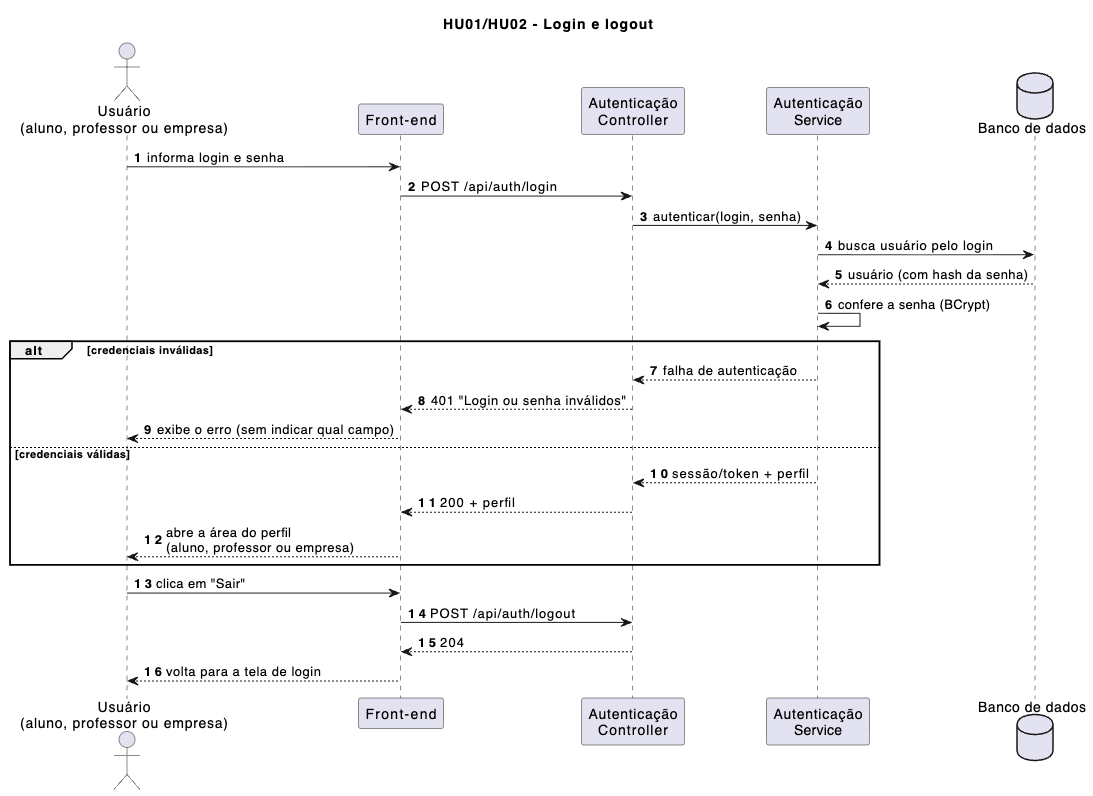 HU01/HU02 - Login e logout
Usuário
(aluno, professor ou empresa)
Front-end
Autenticação
Controller
Autenticação
Service
Banco de dados
1 informa login e senha
2 POST /api/auth/login
3 autenticar(login, senha)
4 busca usuário pelo login
5 usuário (com hash da senha)
6 confere a senha (BCrypt)
alt [credenciais inválidas]
7 falha de autenticação
8 401 "Login ou senha inválidos"
9 exibe o erro (sem indicar qual campo)
[credenciais válidas]
10 sessão/token + perfil
11 200 + perfil
12 abre a área do perfil
(aluno, professor ou empresa)
13 clica em "Sair"
14 POST /api/auth/logout
15 204
16 volta para a tela de login
Usuário
(aluno, professor ou empresa)
Front-end
Autenticação
Controller
Autenticação
Service
Banco de dados